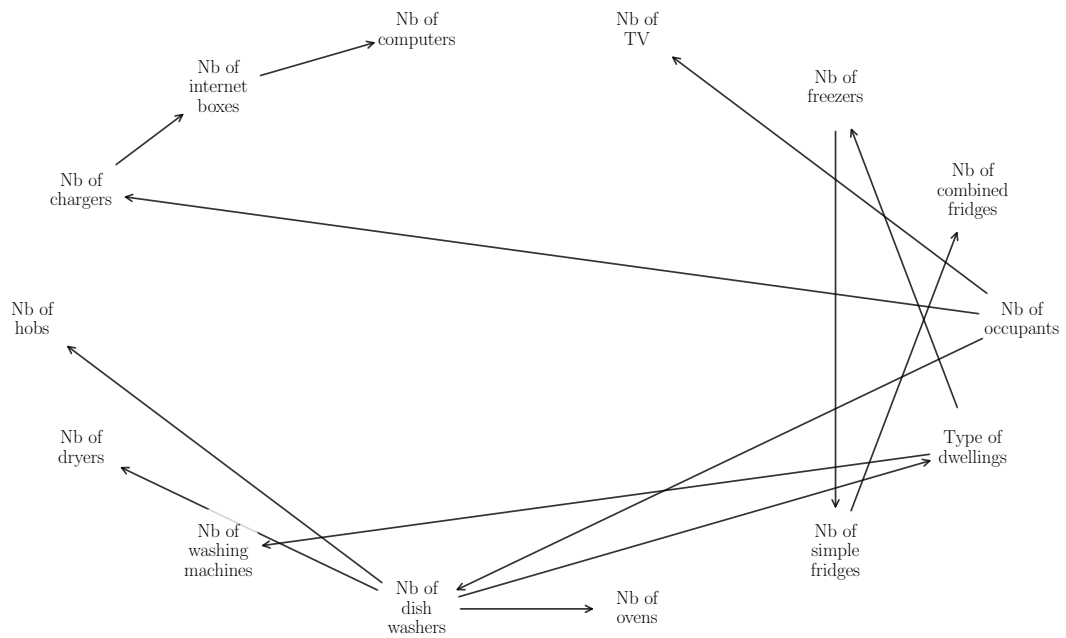 Nb of
computers
Nb of
TV
Nb of
internet
boxes
Nb of
freezers
Nb of
chargers
Nb of
combined
fridges
Nb of
hobs
Nb of
occupants
Nb of
dryers
Type of
dwellings
Nb of
washing
machines
Nb of
simple
fridges
Nb of
dish
washers
Nb of
ovens